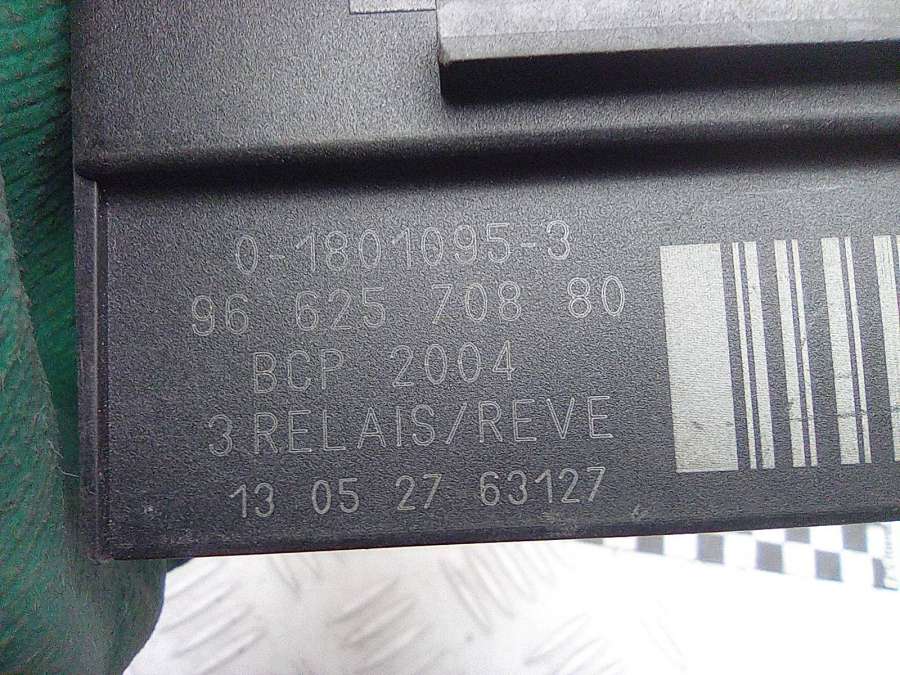 0-1801095-3
96 625 708 80
BCP 2004
3 RELAIS/REVE
13 05 27 63127